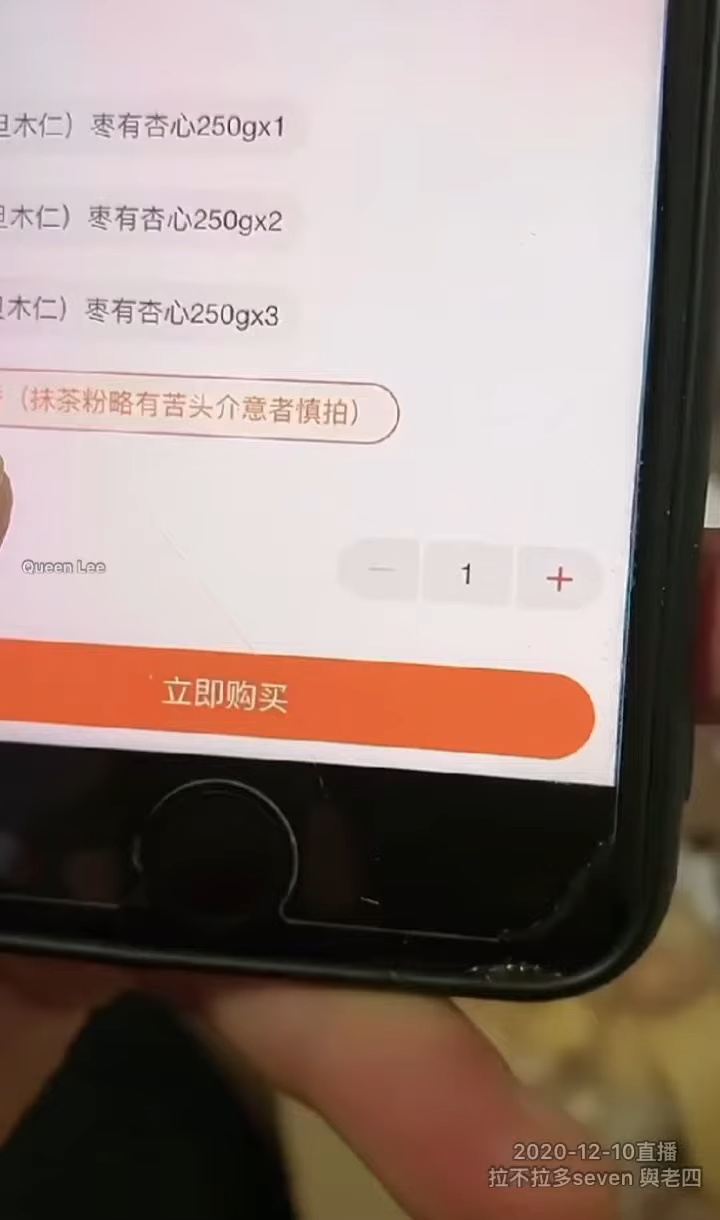 木仁）枣有杏心250gx1
木仁）枣有杏心250gx2
木仁）枣有杏心250gx3
（抹茶粉略有苦头介意者慎拍）
Queen Lee
1
立即购买
2020-12-10直播
拉不拉多seven 與老四